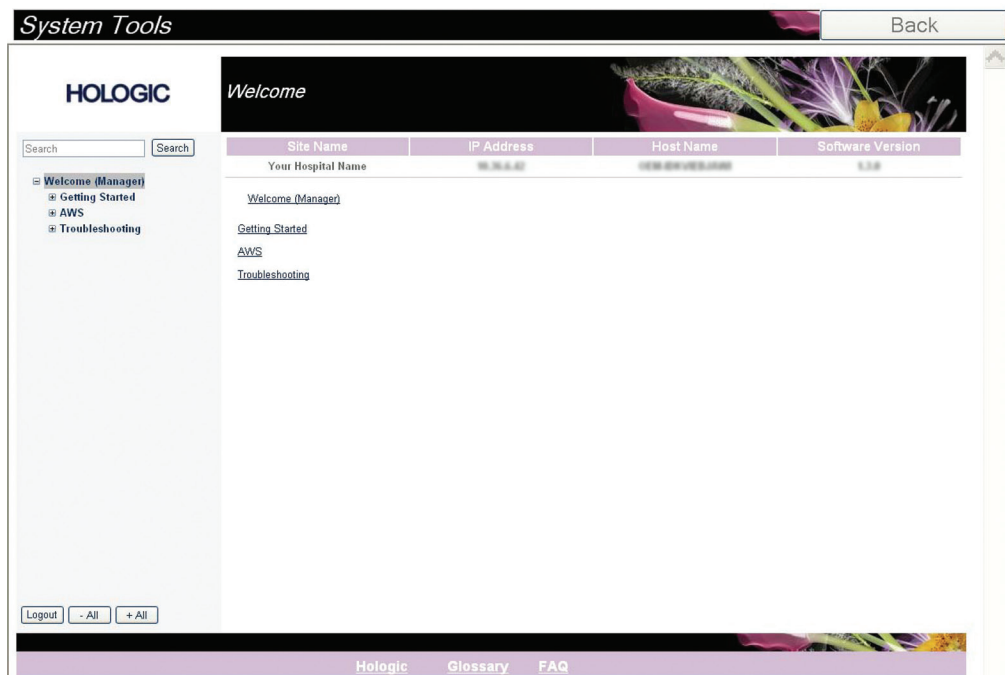 System Tools
Back
HOLOGIC
Welcome
Search
Search
Site Name
IP Address
Host Name
Software Version
Your Hospital Name
Welcome (Manager)
Getting Started
AWS
Troubleshooting
Welcome (Manager)
Getting Started
AWS
Troubleshooting
Logout
- All
+ All
Hologic
Glossary
FAQ